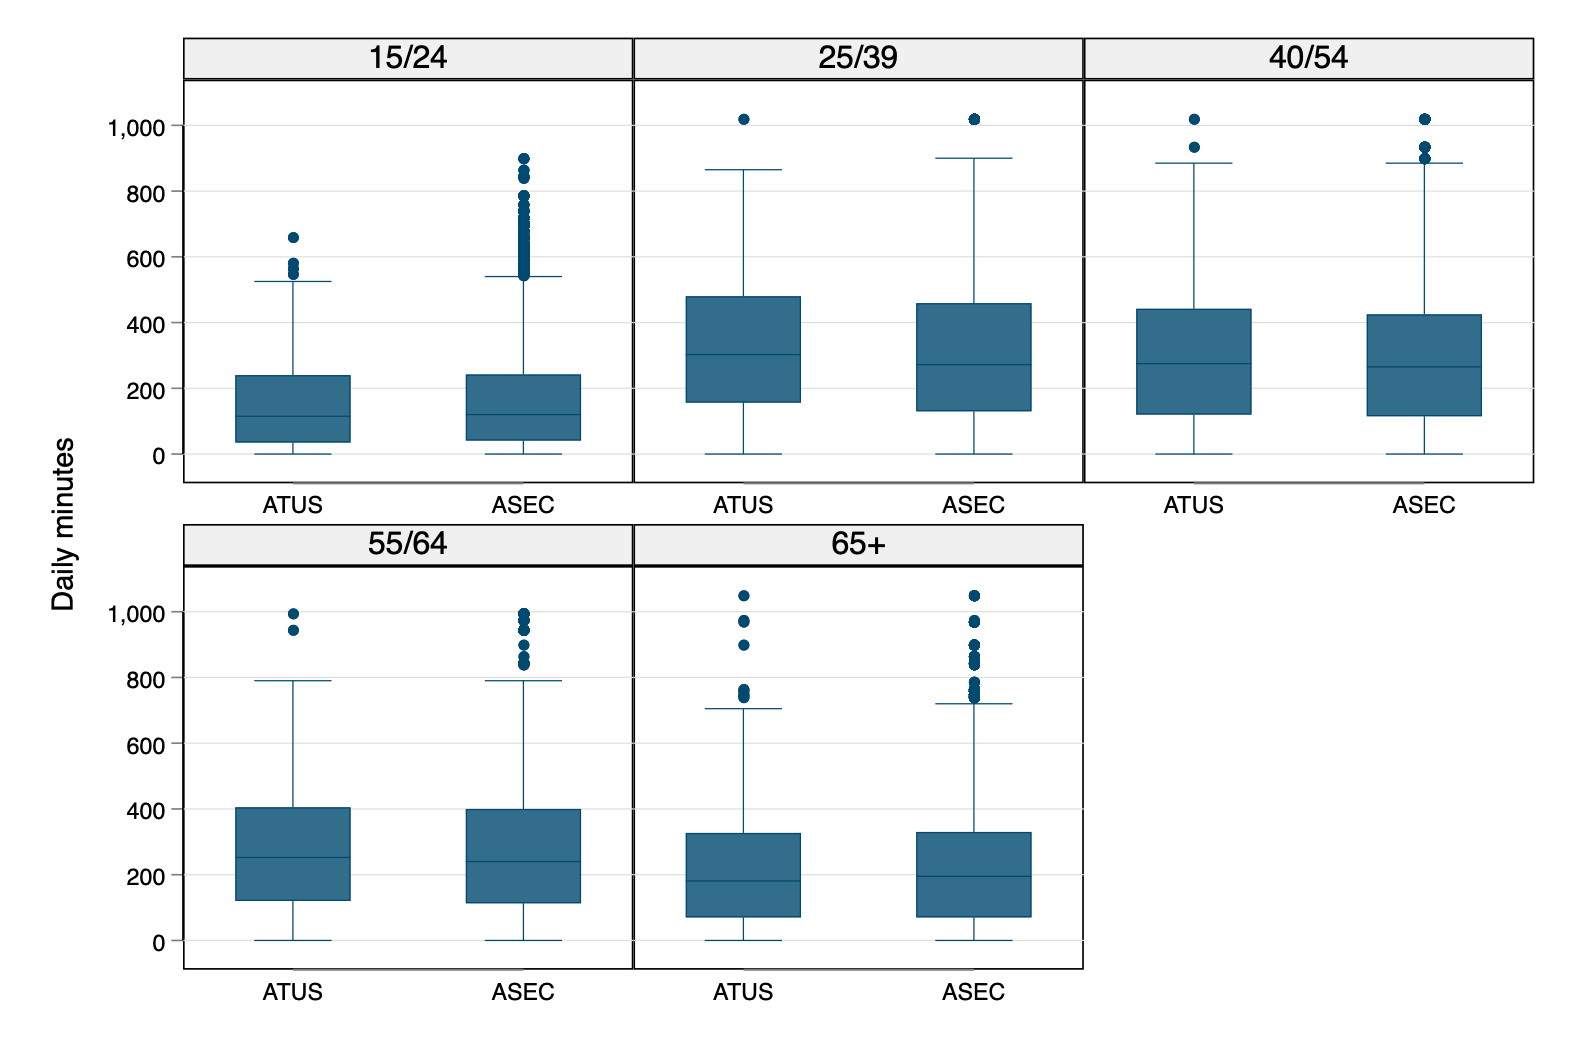 15/24
25/39
40/54
1,000
800
600
400
200
0
ATUS
ASEC
ATUS
ASEC
ATUS
ASEC
Daily minutes
55/64
65+
1,000
800
600
400
200
0
ATUS
ASEC
ATUS
ASEC